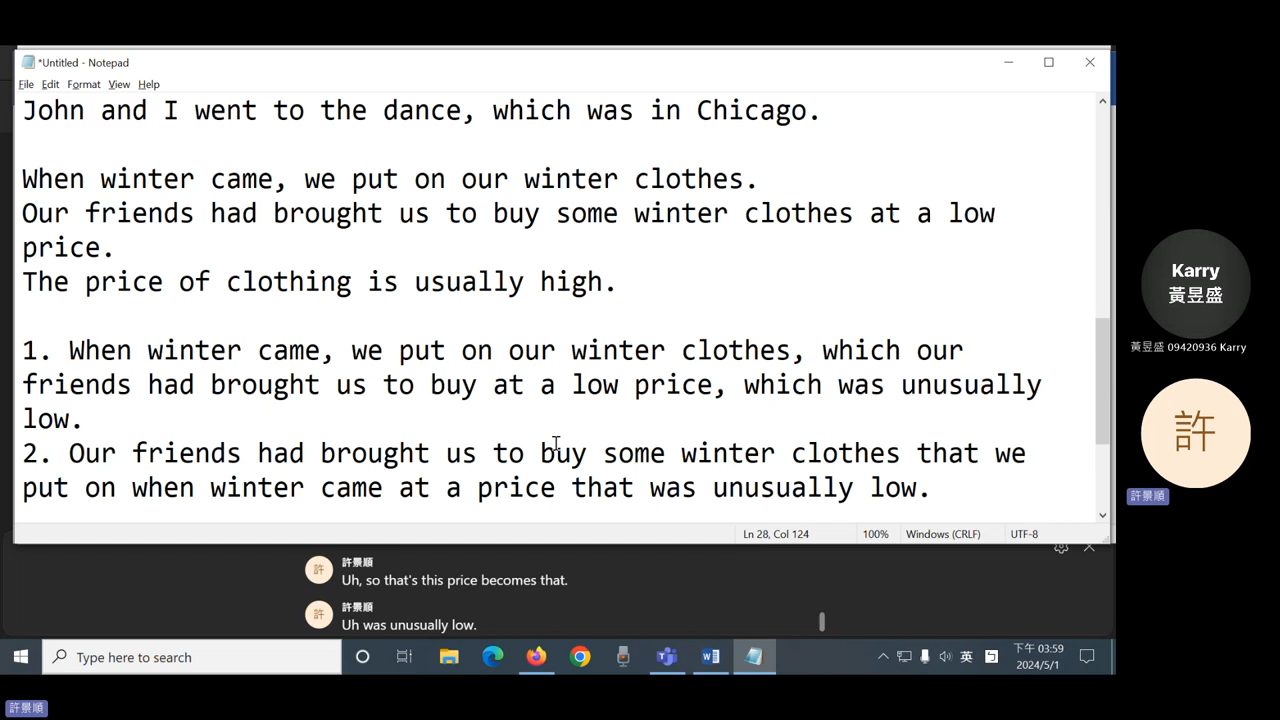 *Untitled - Notepad
File Edit Format View Help
John and I went to the dance, which was in Chicago.
When winter came, we put on our winter clothes.
Our friends had brought us to buy some winter clothes at a low
price.
The price of clothing is usually high.
1. When winter came, we put on our winter clothes, which our
friends had brought us to buy at a low price, which was unusually
low.
2. Our friends had brought us to buy some winter clothes that we
put on when winter came at a price that was unusually low.
Ln 28, Col 124
100%
Windows (CRLF)
UTF-8
Karry
黃昱盛
黃昱盛 09420936 Karry
許
許景順
許
許景順
Uh, so that's this price becomes that.
許
許景順
Uh was unusually low.
Type here to search
英
下午 03:59
2024/5/1
許景順